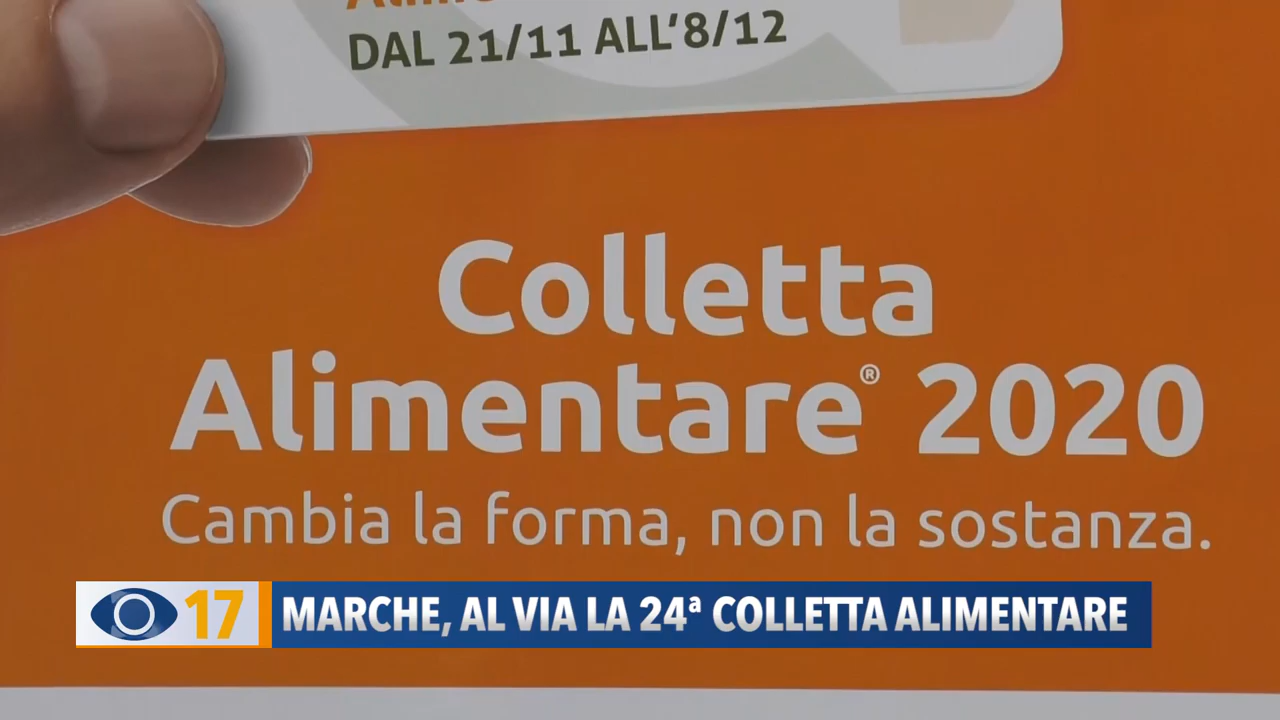 DAL 21/11 ALL'8/12
Colletta
Alimentare® 2020
Cambia la forma, non la sostanza.
17 MARCHE, AL VIA LA 24ª COLLETTA ALIMENTARE